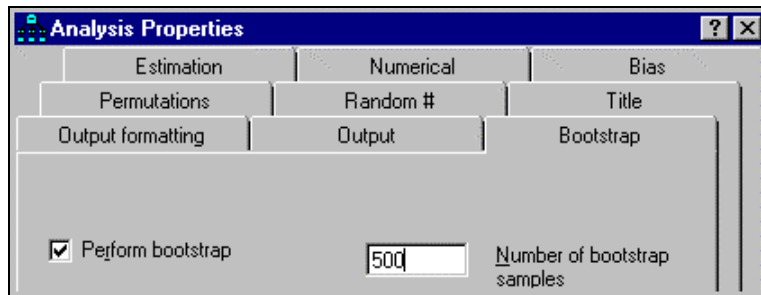 Analysis Properties
Estimation Numerical Bias
Permutations Random # Title
Output formatting Output Bootstrap
Perform bootstrap 500 Number of bootstrap
samples